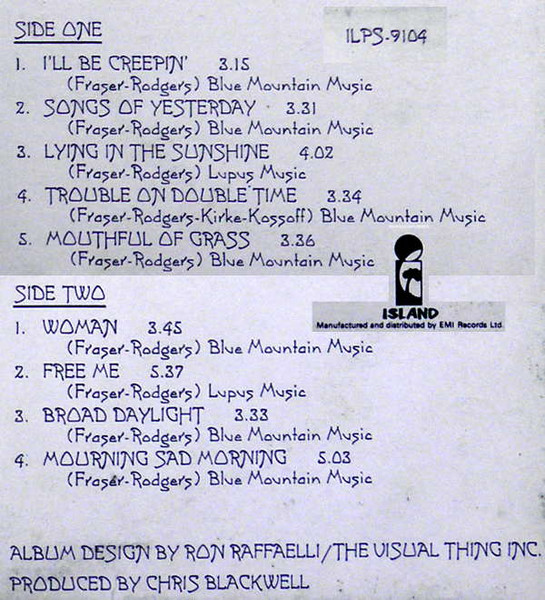 SIDE ONE
ILPS-9104
1. I'LL BE CREEPIN' 3.15
(Fraser-Rodgers) Blue Mountain Music
2. SONGS OF YESTERDAY 3.31
(Fraser-Rodgers) Blue Mountain Music
3. LYING IN THE SUNSHINE 4.02
(Fraser-Rodgers) Lupus Music
4. TROUBLE ON DOUBLE TIME 3.34
(Fraser-Rodgers-Kirke-Kossoff) Blue Mountain Music
5. MOUTHFUL OF GRASS 3.36
(Fraser-Rodgers) Blue Mountain Music
ISLAND
Manufactured and distributed by EMI Records Ltd.
SIDE TWO
1. WOMAN 3.45
(Fraser-Rodgers) Blue Mountain Music
2. FREE ME 5.37
(Fraser-Rodgers) Lupus Music
3. BROAD DAYLIGHT 3.33
(Fraser-Rodgers) Blue Mountain Music
4. MOURNING SAD MORNING 5.03
(Fraser-Rodgers) Blue Mountain Music
ALBUM DESIGN BY RON RAFFAELLI/THE VISUAL THING INC.
PRODUCED BY CHRIS BLACKWELL